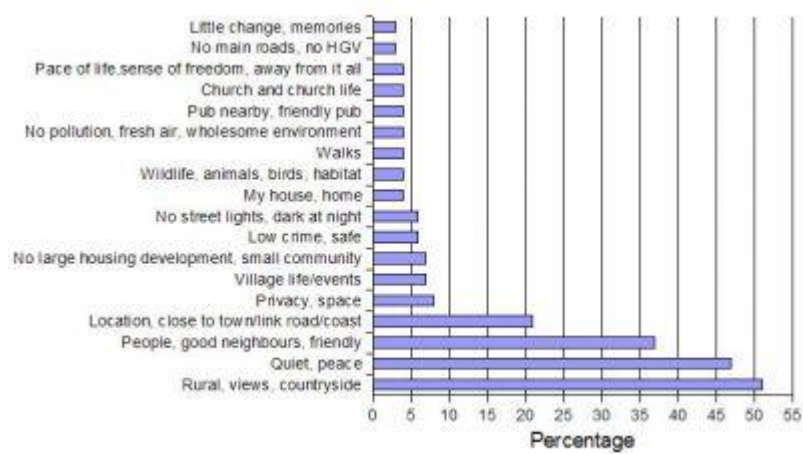 Little change, memories
No main roads, no HGV
Pace of life,sense of freedom, away from it all
Church and church life
Pub nearby, friendly pub
No pollution, fresh air, wholesome environment
Walks
Wildlife, animals, birds, habitat
My house, home
No street lights, dark at night
Low crime, safe
No large housing development, small community
Village life/events
Privacy, space
Location, close to town/link road/coast
People, good neighbours, friendly
Quiet, peace
Rural, views, countryside
0 5 10 15 20 25 30 35 40 45 50 55
Percentage